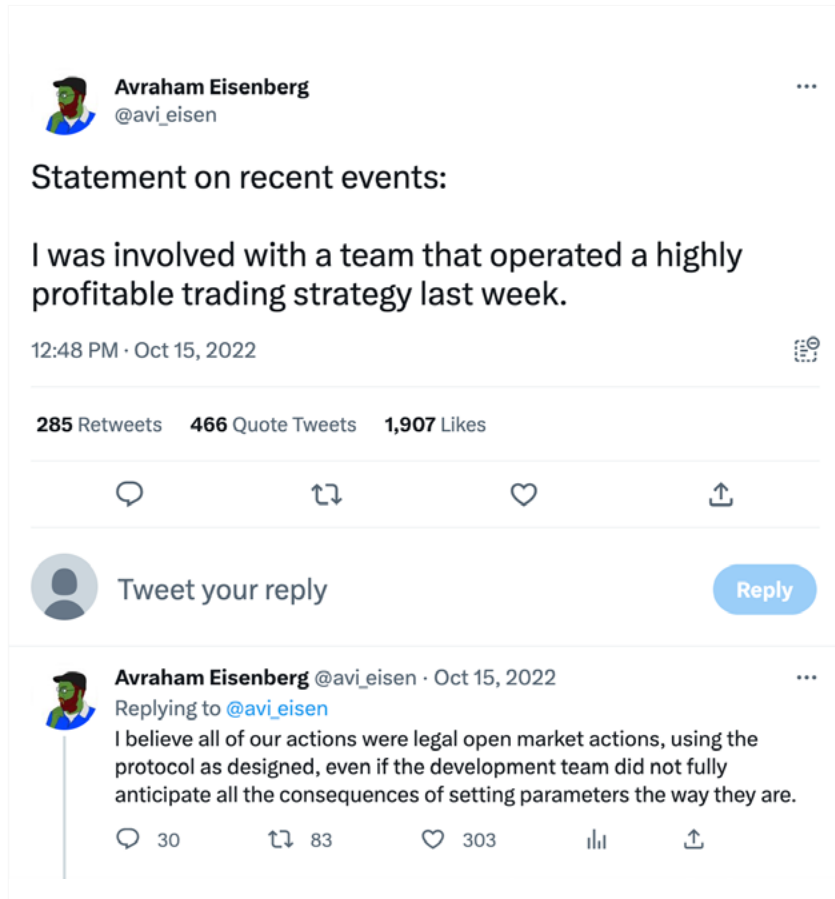 Avraham Eisenberg
@avi_eisen
Statement on recent events:
I was involved with a team that operated a highly
profitable trading strategy last week.
12:48 PM · Oct 15, 2022
285 Retweets 466 Quote Tweets 1,907 Likes
Tweet your reply
Reply
Avraham Eisenberg @avi_eisen · Oct 15, 2022
Replying to @avi_eisen
I believe all of our actions were legal open market actions, using the
protocol as designed, even if the development team did not fully
anticipate all the consequences of setting parameters the way they are.
30 83 303